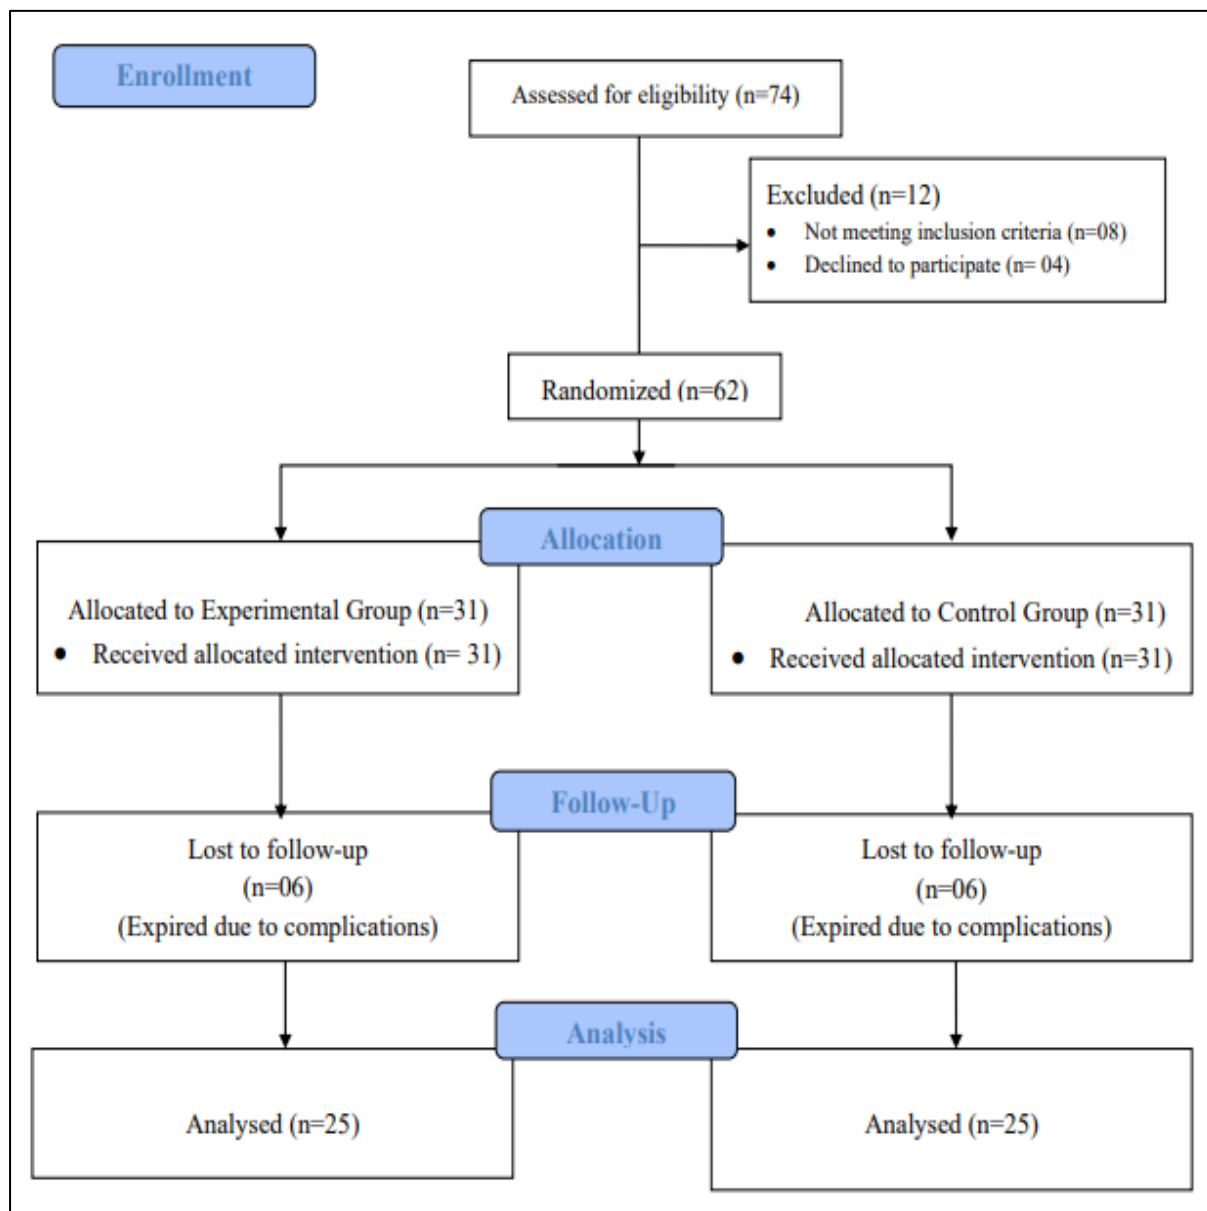 Enrollment
Assessed for eligibility (n=74)
Excluded (n=12)
• Not meeting inclusion criteria (n=08)
• Declined to participate (n= 04)
Randomized (n=62)
Allocation
Allocated to Experimental Group (n=31)
• Received allocated intervention (n= 31)
Allocated to Control Group (n=31)
• Received allocated intervention (n=31)
Follow-Up
Lost to follow-up
(n=06)
(Expired due to complications)
Lost to follow-up
(n=06)
(Expired due to complications)
Analysis
Analysed (n=25)
Analysed (n=25)